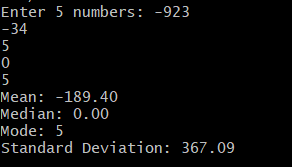 Enter 5 numbers: -923
-34
5
0
5
Mean: -189.40
Median: 0.00
Mode: 5
Standard Deviation: 367.09